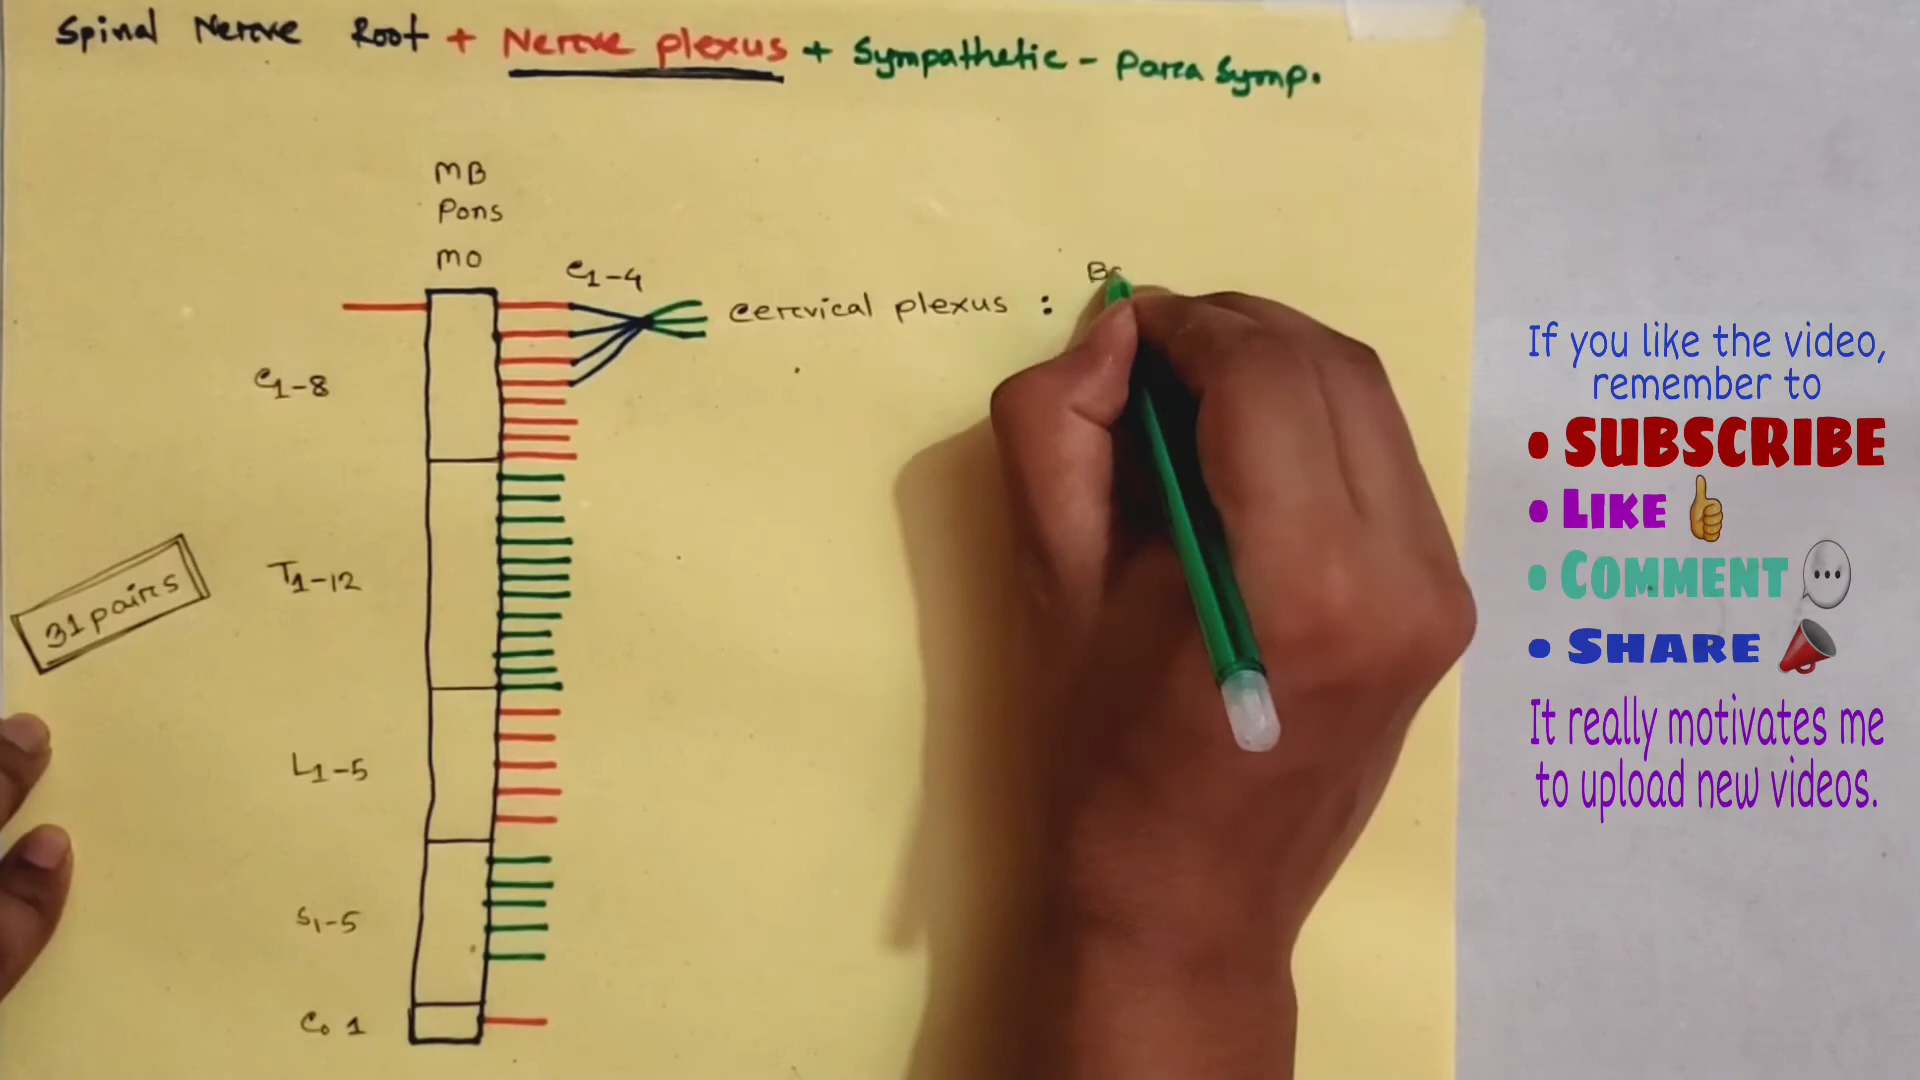 Spinal Nerve Root + Nerve plexus + Sympathetic - Para Symp.
MB
Pons
MO
C1-4
cervical plexus :
C1-8
31 pairs
T1-12
L1-5
S1-5
Co 1
If you like the video,
remember to
• SUBSCRIBE
• LIKE
• COMMENT
• SHARE
It really motivates me
to upload new videos.